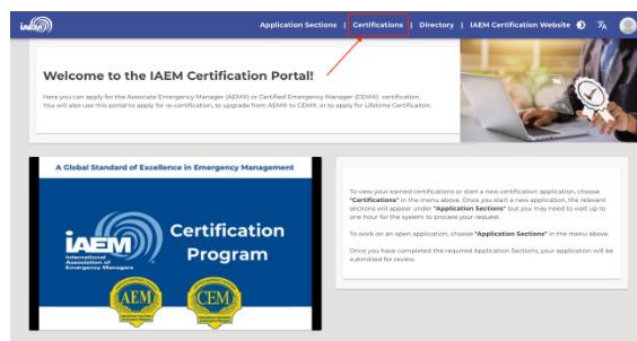 IAEM
Application Sections | Certifications | Directory | IAEM Certification Website
Welcome to the IAEM Certification Portal!
Here you can apply for the Associate Emergency Manager (AEM®) or Certified Emergency Manager (CEM®) certification.
You will also use this portal to apply for re-certification, to upgrade from AEM® to CEM®, or to apply for Lifetime Certification.
A Global Standard of Excellence in Emergency Management
IAEM
International
Association of
Emergency Managers
Certification
Program
AEM
CEM
To view your earned certifications or start a new certification application, choose
"Certifications" in the menu above. Once you start a new application, the relevant
sections will appear under "Application Sections" but you may need to wait up to
one hour for the system to process your request.
To work on an open application, choose "Application Sections" in the menu above.
Once you have completed the required Application Sections, your application will be
submitted for review.